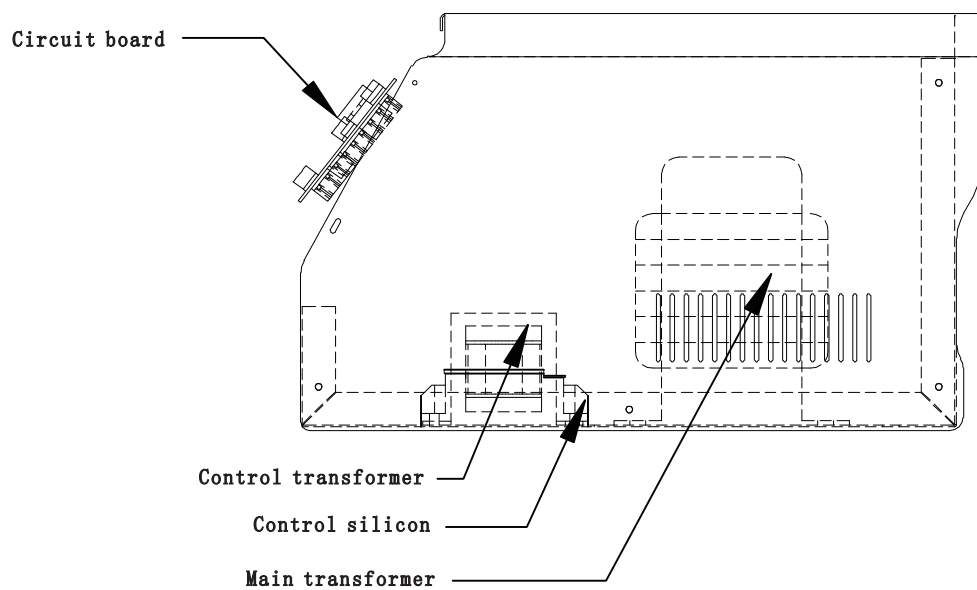 Circuit board
Control transformer
Control silicon
Main transformer